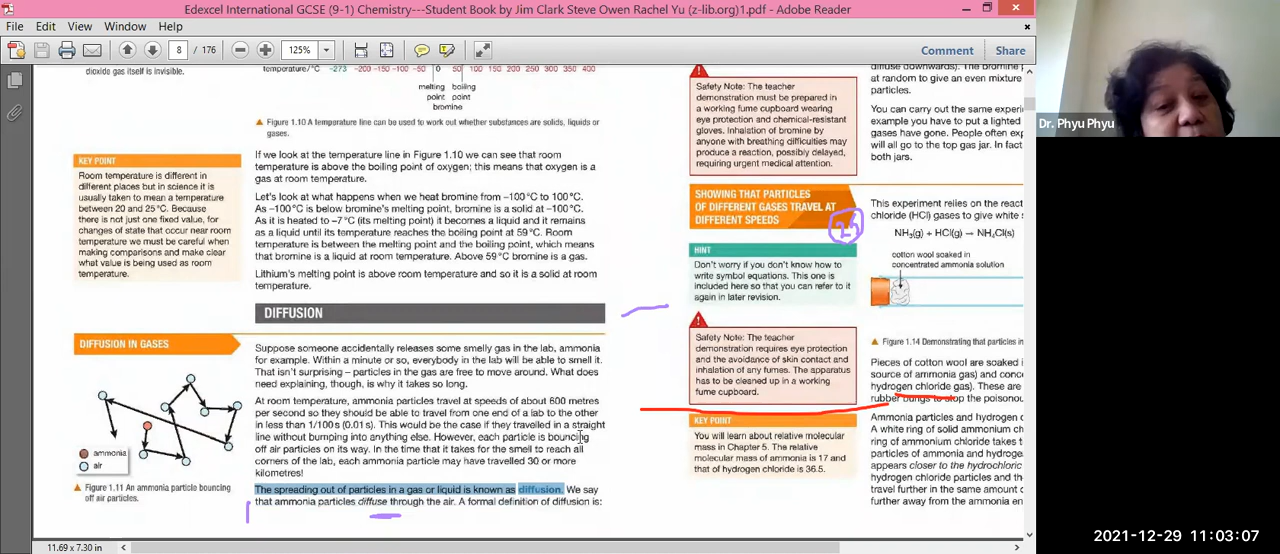 Edexcel International GCSE (9-1) Chemistry---Student Book by Jim Clark Steve Owen Rachel Yu (z-lib.org)1.pdf - Adobe Reader
File Edit View Window Help
8 / 176
125%
Comment
Share
dioxide gas itself is invisible.
temperature/°C -273 -200 -150 -100 -50 0 50 100 150 200 250 300 350 400
melting
point
boiling
point
bromine
Figure 1.10 A temperature line can be used to work out whether substances are solids, liquids or
gases.
KEY POINT
Room temperature is different in
different places but in science it is
usually taken to mean a temperature
between 20 and 25 °C. Because
there is not just one fixed value, for
changes of state that occur near room
temperature we must be careful when
making comparisons and make clear
what value is being used as room
temperature.
If we look at the temperature line in Figure 1.10 we can see that room
temperature is above the boiling point of oxygen; this means that oxygen is a
gas at room temperature.
Let's look at what happens when we heat bromine from –100 °C to 100 °C.
As –100 °C is below bromine's melting point, bromine is a solid at –100 °C.
As it is heated to –7 °C (its melting point) it becomes a liquid and it remains
as a liquid until its temperature reaches the boiling point at 59 °C. Room
temperature is between the melting point and the boiling point, which means
that bromine is a liquid at room temperature. Above 59 °C bromine is a gas.
Lithium's melting point is above room temperature and so it is a solid at room
temperature.
DIFFUSION
DIFFUSION IN GASES
ammonia
air
Figure 1.11 An ammonia particle bouncing
off air particles.
Suppose someone accidentally releases some smelly gas in the lab, ammonia
for example. Within a minute or so, everybody in the lab will be able to smell it.
That isn't surprising – particles in the gas are free to move around. What does
need explaining, though, is why it takes so long.
At room temperature, ammonia particles travel at speeds of about 600 metres
per second so they should be able to travel from one end of a lab to the other
in less than 1/100 s (0.01 s). This would be the case if they travelled in a straight
line without bumping into anything else. However, each particle is bouncing
off air particles on its way. In the time that it takes for the smell to reach all
corners of the lab, each ammonia particle may have travelled 30 or more
kilometres!
The spreading out of particles in a gas or liquid is known as diffusion. We say
that ammonia particles diffuse through the air. A formal definition of diffusion is:
Safety Note: The teacher
demonstration must be prepared in
a working fume cupboard wearing
eye protection and chemical-resistant
gloves. Inhalation of bromine by
anyone with breathing difficulties may
produce a reaction, possibly delayed,
requiring urgent medical attention.
SHOWING THAT PARTICLES
OF DIFFERENT GASES TRAVEL AT
DIFFERENT SPEEDS
HINT
Don't worry if you don't know how to
write symbol equations. This one is
included here so that you can refer to it
again in later revision.
Safety Note: The teacher
demonstration requires eye protection
and the avoidance of skin contact and
inhalation of any fumes. The apparatus
has to be cleaned up in a working
fume cupboard.
KEY POINT
You will learn about relative molecular
mass in Chapter 5. The relative
molecular mass of ammonia is 17 and
that of hydrogen chloride is 36.5.
diffuse downwards). The bromine p
at random to give an even mixture
particles.
You can carry out the same experi
example you have to put a lighted
gases have gone. People often exp
will all go to the top gas jar. In fact
both jars.
This experiment relies on the react
chloride (HCl) gases to give white s
NH₃(g) + HCl(g) → NH₄Cl(s)
cotton wool soaked in
concentrated ammonia solution
Figure 1.14 Demonstrating that particles in
Pieces of cotton wool are soaked i
source of ammonia gas) and conc
hydrogen chloride gas). These are
rubber bungs to stop the poisonou
Ammonia particles and hydrogen c
A white ring of solid ammonium ch
ring of ammonium chloride takes t
particles of ammonia and hydrogen
appears closer to the hydrochloric
particles are heavier and th
travel further in the same amount c
further away from the ammonia en
Dr. Phyu Phyu
11.69 x 7.30 in
2021-12-29 11:03:07